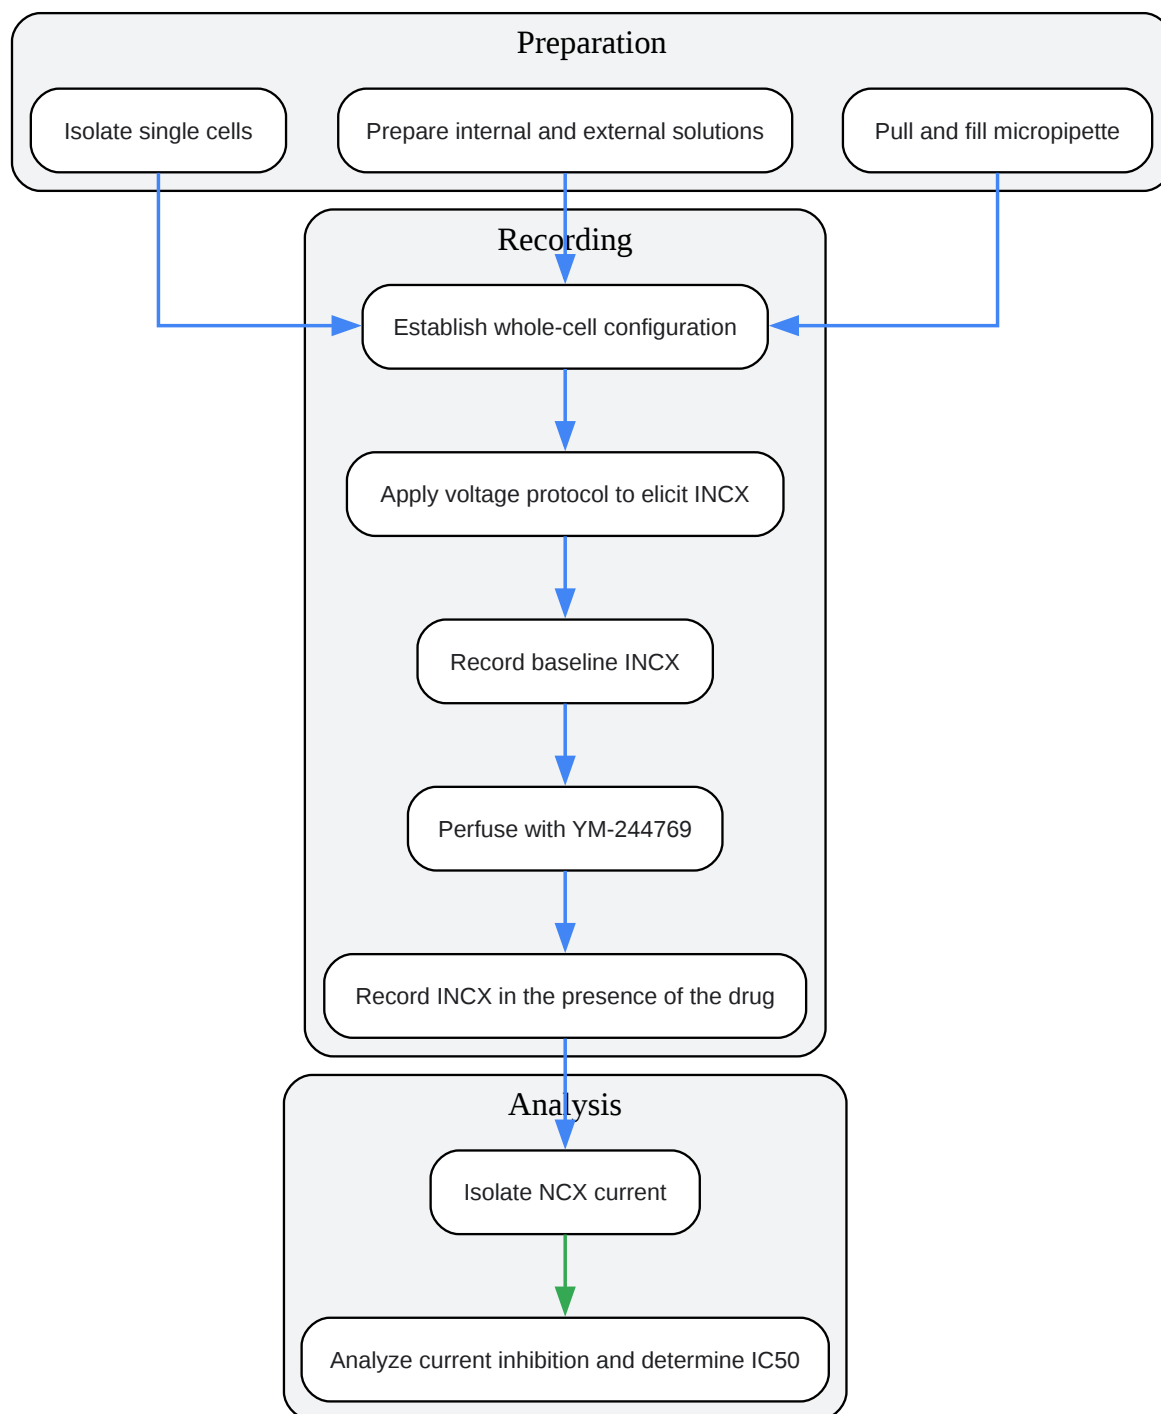 Preparation
Isolate single cells
Prepare internal and external solutions
Pull and fill micropipette
Recording
Establish whole-cell configuration
Apply voltage protocol to elicit INCX
Record baseline INCX
Perfuse with YM-244769
Record INCX in the presence of the drug
Analysis
Isolate NCX current
Analyze current inhibition and determine IC50